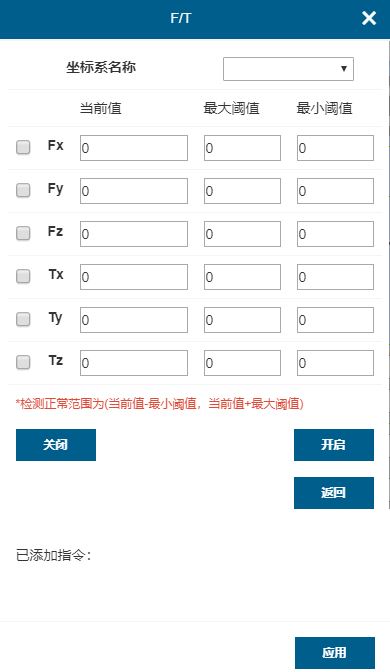 F/T ×
坐标系名称
当前值 最大阈值 最小阈值
Fx 0 0 0
Fy 0 0 0
Fz 0 0 0
Tx 0 0 0
Ty 0 0 0
Tz 0 0 0
*检测正常范围为(当前值-最小阈值，当前值+最大阈值)
关闭 开启
返回
已添加指令：
应用